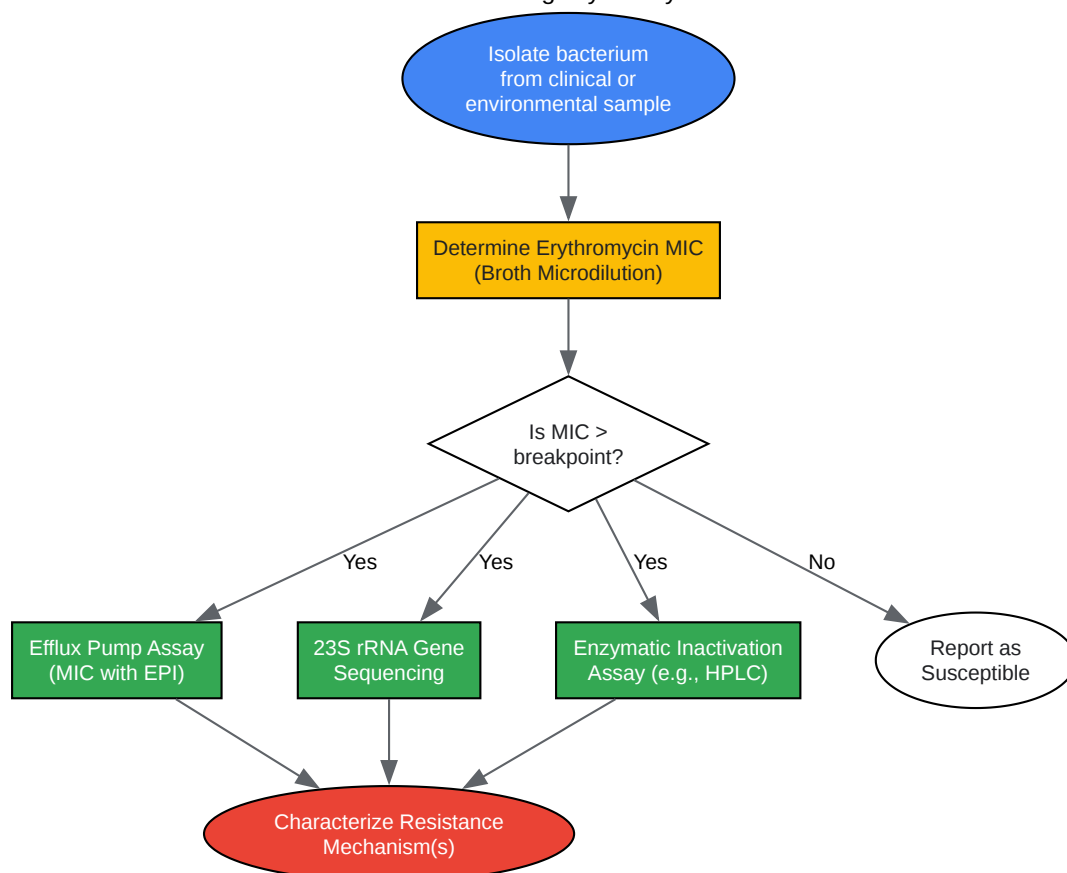 Isolate bacterium
from clinical or
environmental sample
Determine Erythromycin MIC
(Broth Microdilution)
Is MIC >
breakpoint?
Yes
Yes
Yes
No
Efflux Pump Assay
(MIC with EPI)
23S rRNA Gene
Sequencing
Enzymatic Inactivation
Assay (e.g., HPLC)
Report as
Susceptible
Characterize Resistance
Mechanism(s)